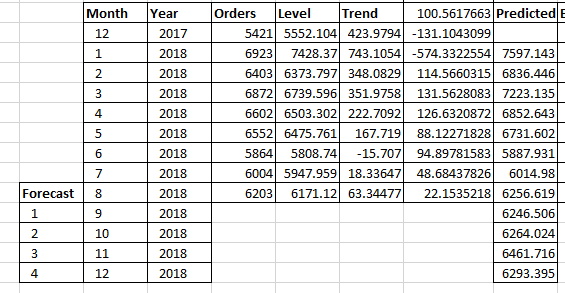 Month Year Orders Level Trend 100.5617663 Predicted E
12 2017 5421 5552.104 423.9794 -131.1043099
1 2018 6923 7428.37 743.1054 -574.3322554 7597.143
2 2018 6403 6373.797 348.0829 114.5660315 6836.446
3 2018 6872 6739.596 351.9758 131.5628083 7223.135
4 2018 6602 6503.302 222.7092 126.6320872 6852.643
5 2018 6552 6475.761 167.719 88.12271828 6731.602
6 2018 5864 5808.74 -15.707 94.89781583 5887.931
7 2018 6004 5947.959 18.33647 48.68437826 6014.98
Forecast 8 2018 6203 6171.12 63.34477 22.1535218 6256.619
1 9 2018 6246.506
2 10 2018 6264.024
3 11 2018 6461.716
4 12 2018 6293.395